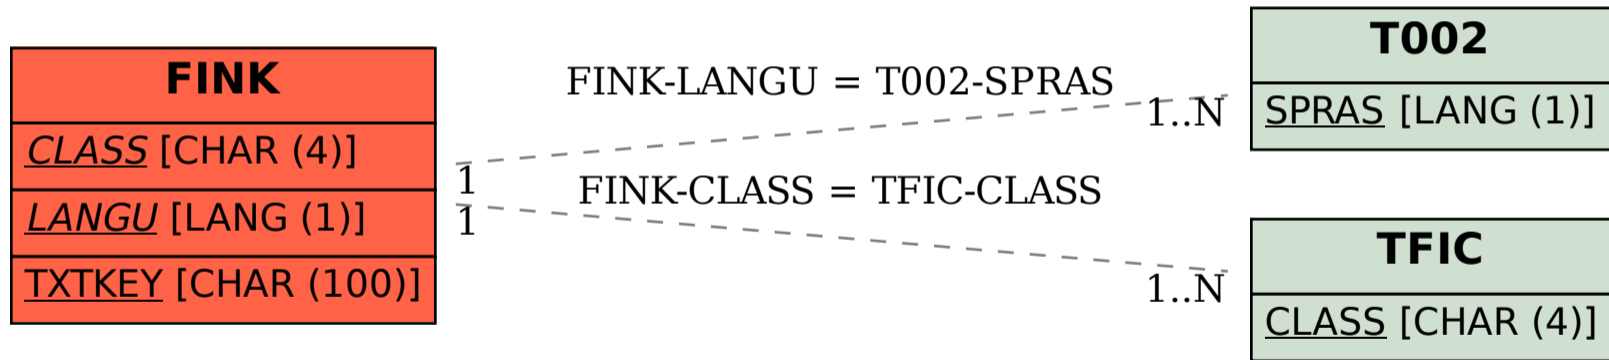 FINK
CLASS [CHAR (4)]
LANGU [LANG (1)]
TXTKEY [CHAR (100)]
FINK-LANGU = T002-SPRAS
1
1..N
FINK-CLASS = TFIC-CLASS
1
1..N
T002
SPRAS [LANG (1)]
TFIC
CLASS [CHAR (4)]